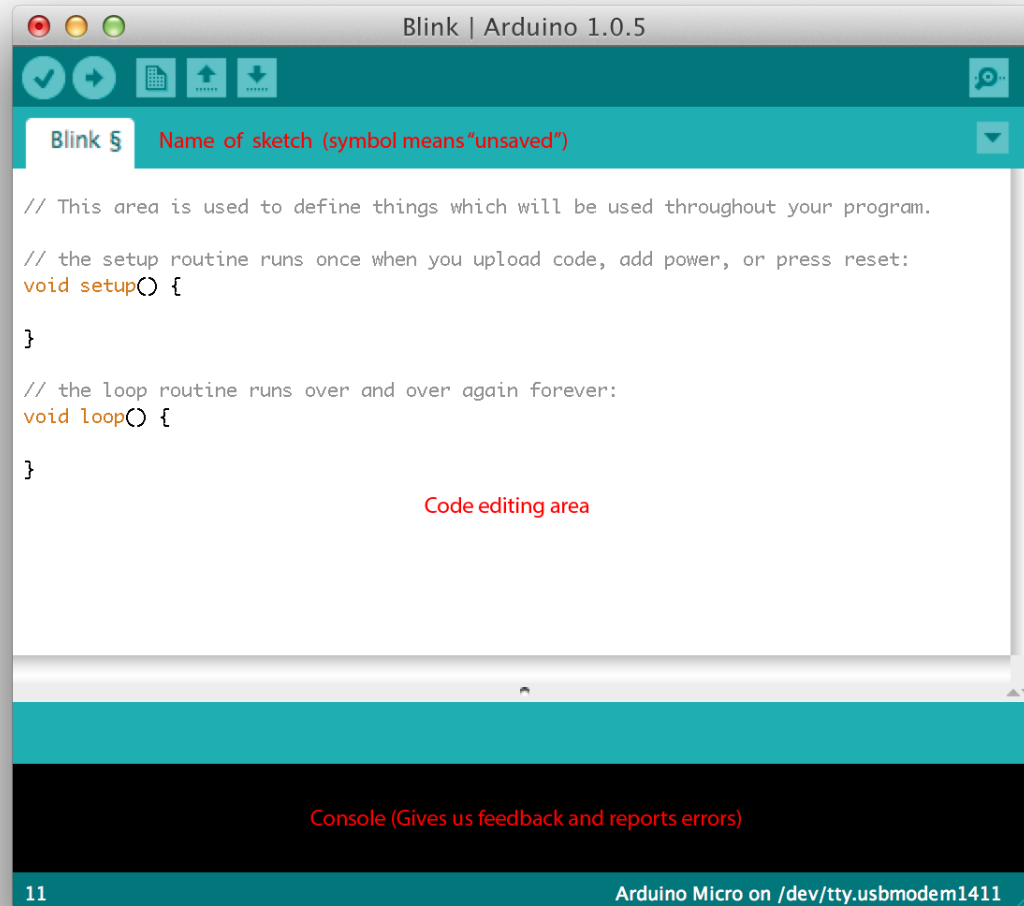 Blink | Arduino 1.0.5
Blink §
Name of sketch (symbol means “unsaved”)
// This area is used to define things which will be used throughout your program.
// the setup routine runs once when you upload code, add power, or press reset:
void setup() {
}
// the loop routine runs over and over again forever:
void loop() {
}
Code editing area
Console (Gives us feedback and reports errors)
11
Arduino Micro on /dev/tty.usbmodem1411